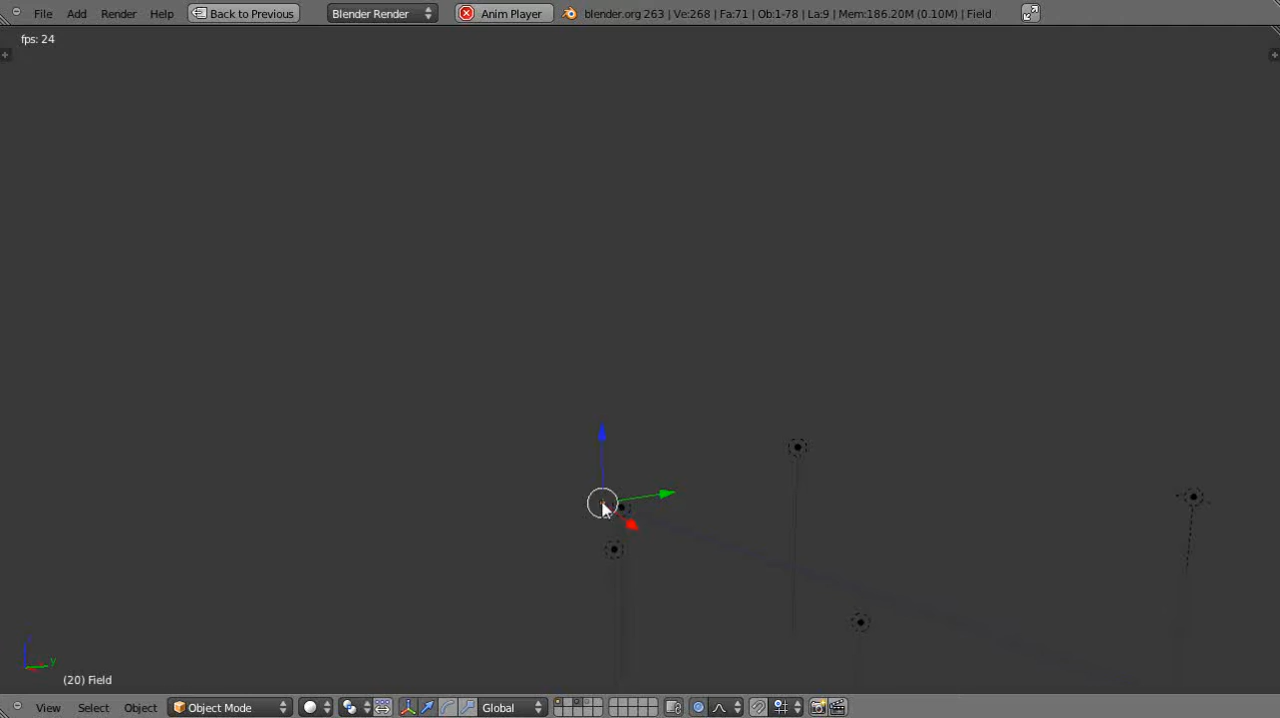 File Add Render Help Back to Previous Blender Render Anim Player blender.org 263 | Ve:268 | Fa:71 | Ob:1-78 | La:9 | Mem:186.20M (0.10M) | Field
fps: 24
y
(20) Field
View Select Object Object Mode Global